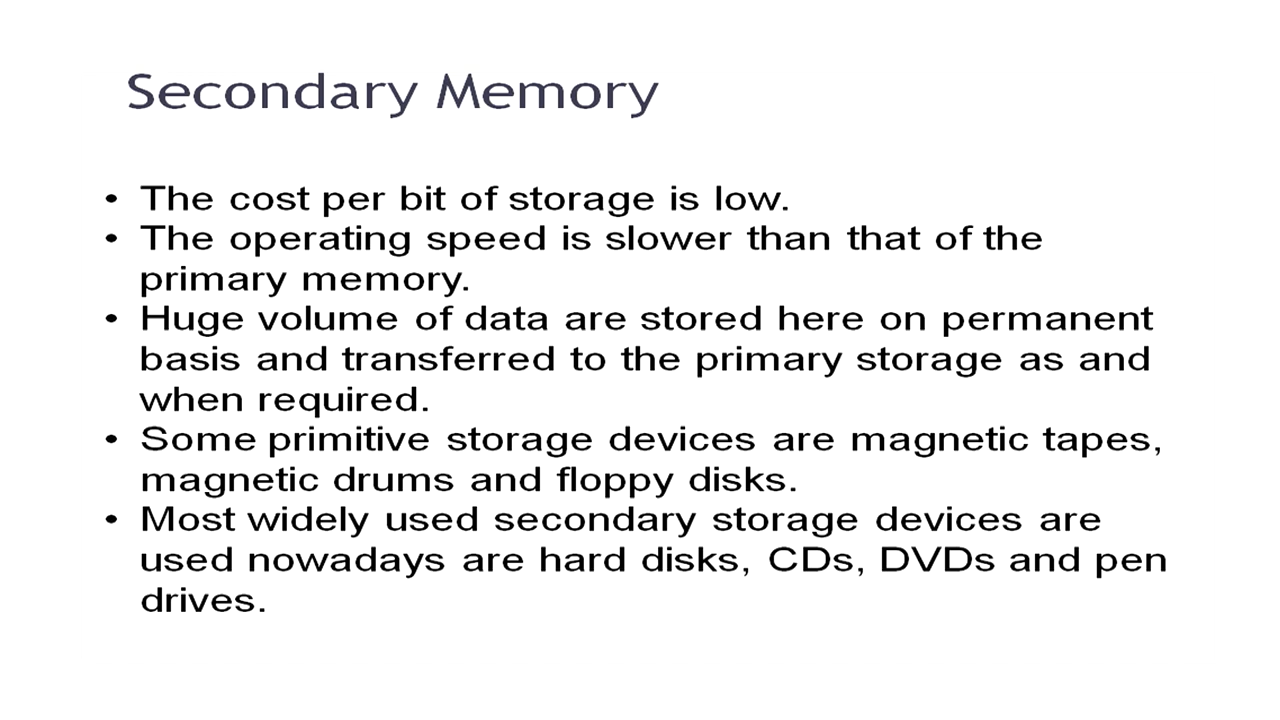 Secondary Memory
• The cost per bit of storage is low.
• The operating speed is slower than that of the
primary memory.
• Huge volume of data are stored here on permanent
basis and transferred to the primary storage as and
when required.
• Some primitive storage devices are magnetic tapes,
magnetic drums and floppy disks.
• Most widely used secondary storage devices are
used nowadays are hard disks, CDs, DVDs and pen
drives.